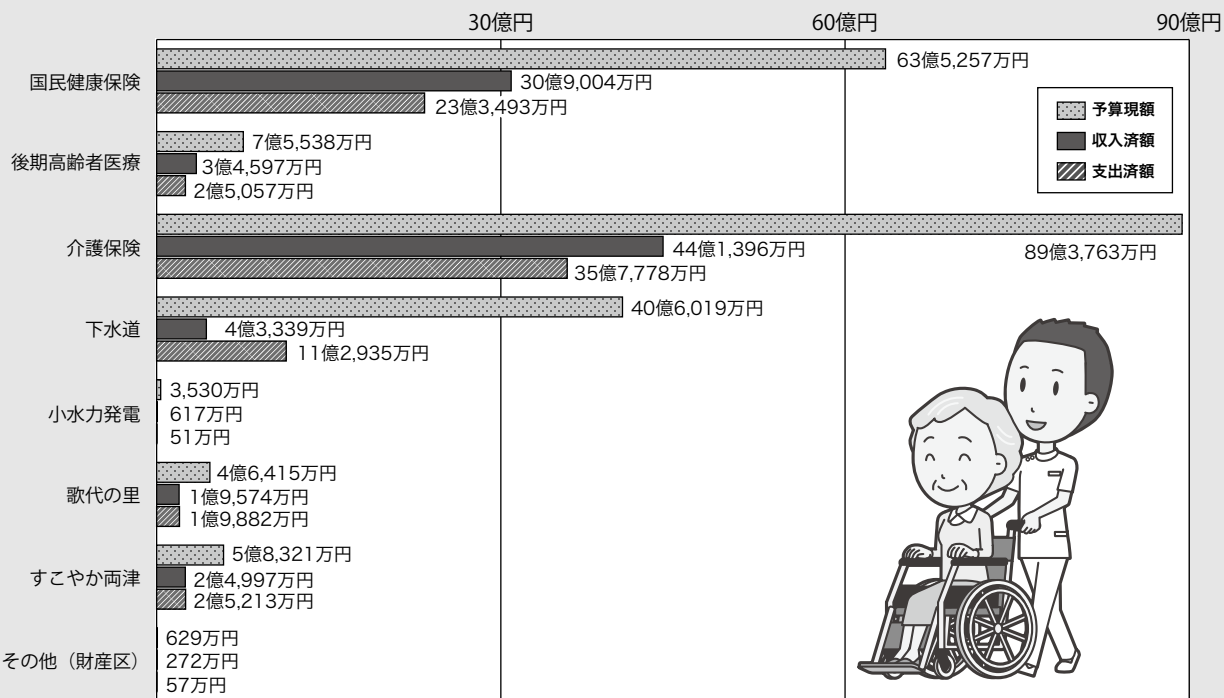 30億円 60億円 90億円
国民健康保険
63億5,257万円
30億9,004万円
23億3,493万円
予算現額
収入済額
支出済額
後期高齢者医療
7億5,538万円
3億4,597万円
2億5,057万円
介護保険
89億3,763万円
44億1,396万円
35億7,778万円
下水道
40億6,019万円
4億3,339万円
11億2,935万円
小水力発電
3,530万円
617万円
51万円
歌代の里
4億6,415万円
1億9,574万円
1億9,882万円
すこやか両津
5億8,321万円
2億4,997万円
2億5,213万円
その他（財産区）
629万円
272万円
57万円